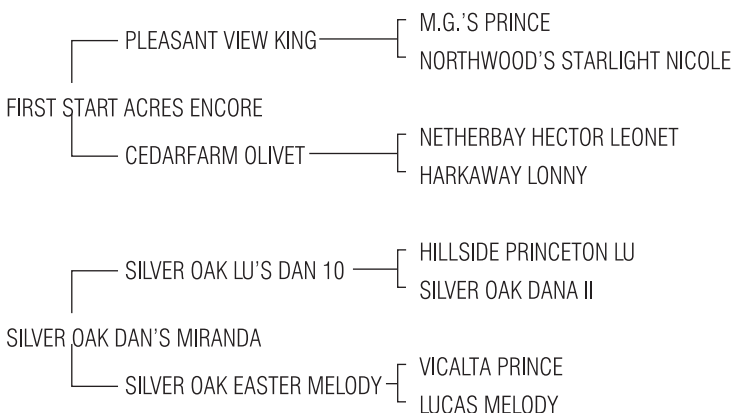 M.G.'S PRINCE
PLEASANT VIEW KING
NORTHWOOD'S STARLIGHT NICOLE
FIRST START ACRES ENCORE
NETHERBAY HECTOR LEONET
CEDARFARM OLIVET
HARKAWAY LONNY
HILLSIDE PRINCETON LU
SILVER OAK LU'S DAN 10
SILVER OAK DANA II
SILVER OAK DAN'S MIRANDA
VICALTA PRINCE
SILVER OAK EASTER MELODY
LUCAS MELODY